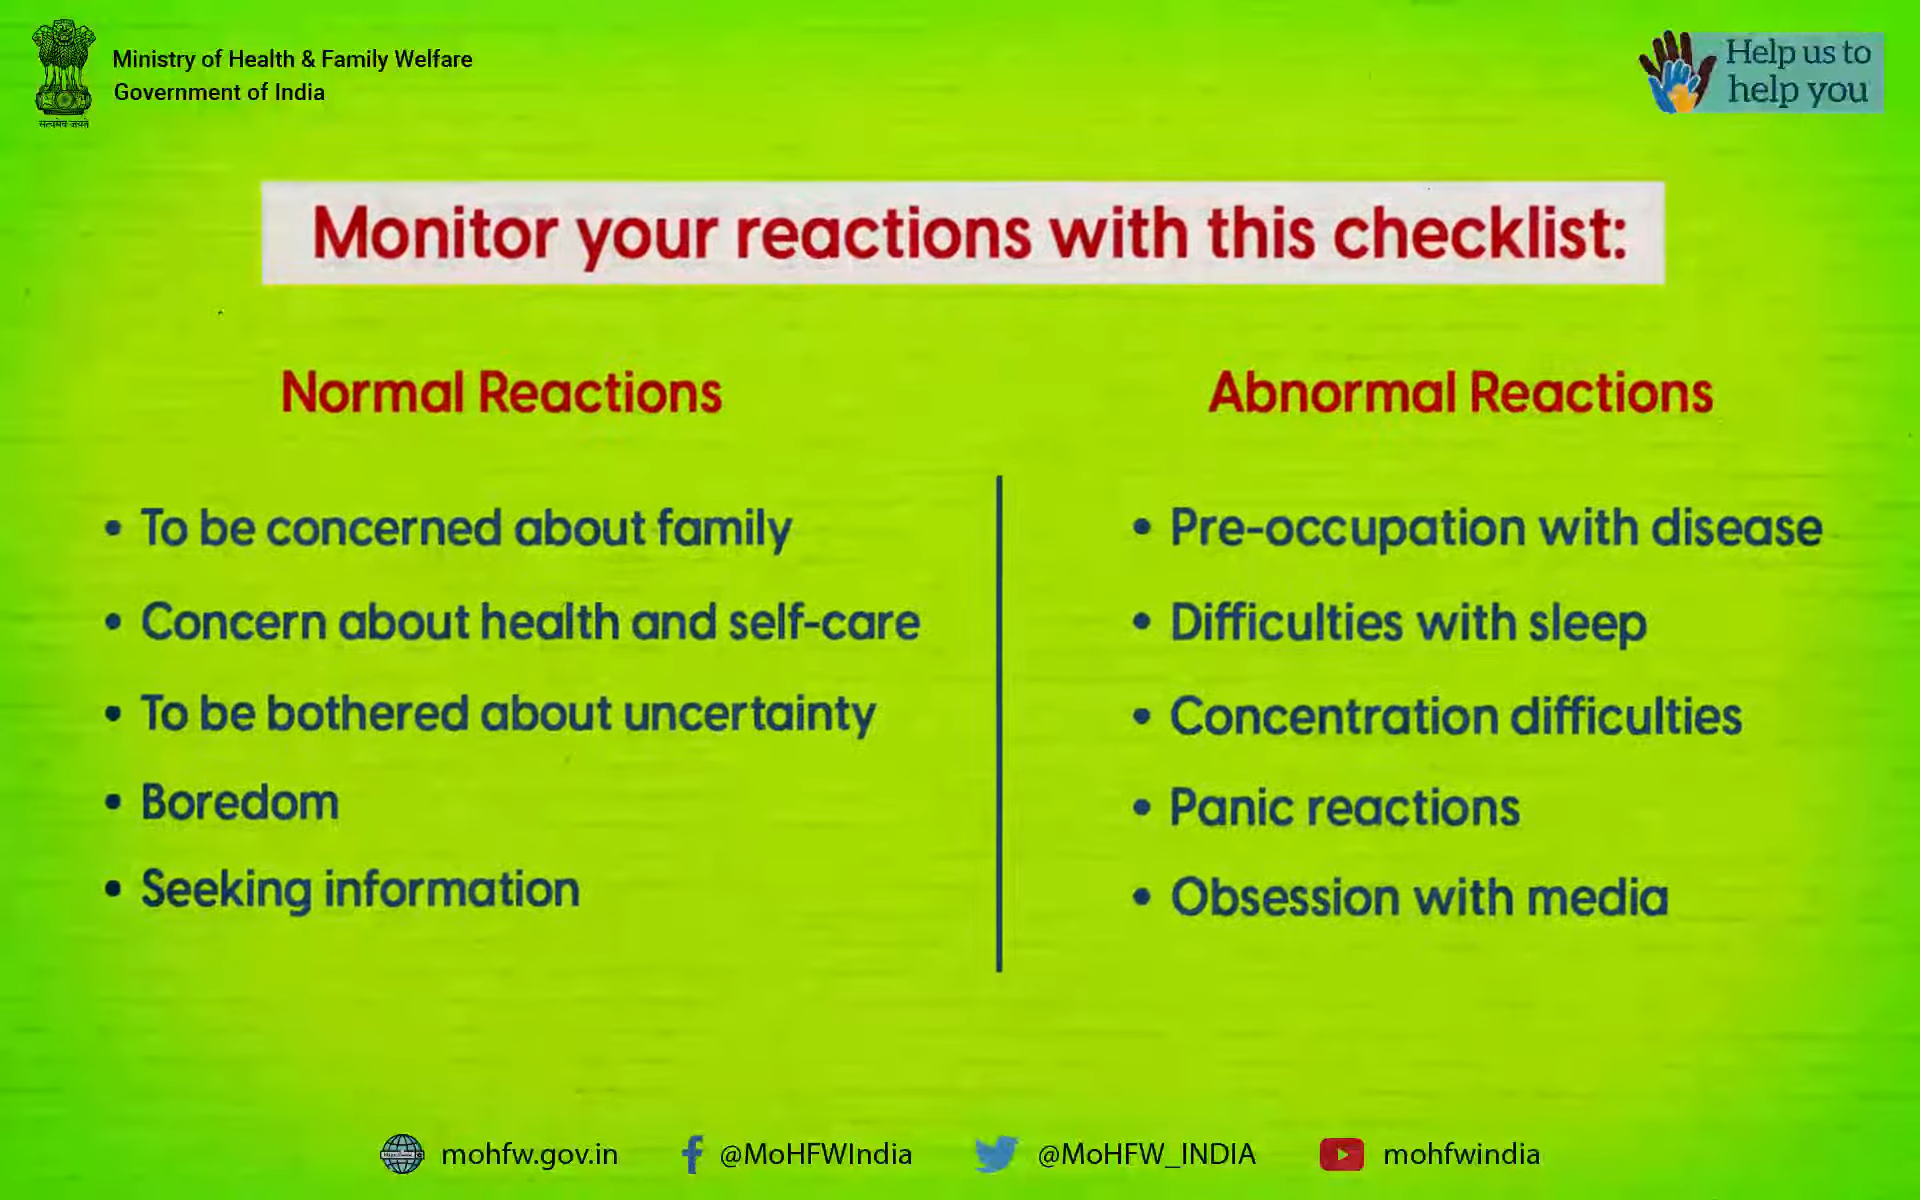 Ministry of Health & Family Welfare
Government of India
सत्यमेव जयते
Help us to
help you
Monitor your reactions with this checklist:
Normal Reactions
• To be concerned about family
• Concern about health and self-care
• To be bothered about uncertainty
• Boredom
• Seeking information
Abnormal Reactions
• Pre-occupation with disease
• Difficulties with sleep
• Concentration difficulties
• Panic reactions
• Obsession with media
mohfw.gov.in
@MoHFWIndia
@MoHFW_INDIA
mohfwindia